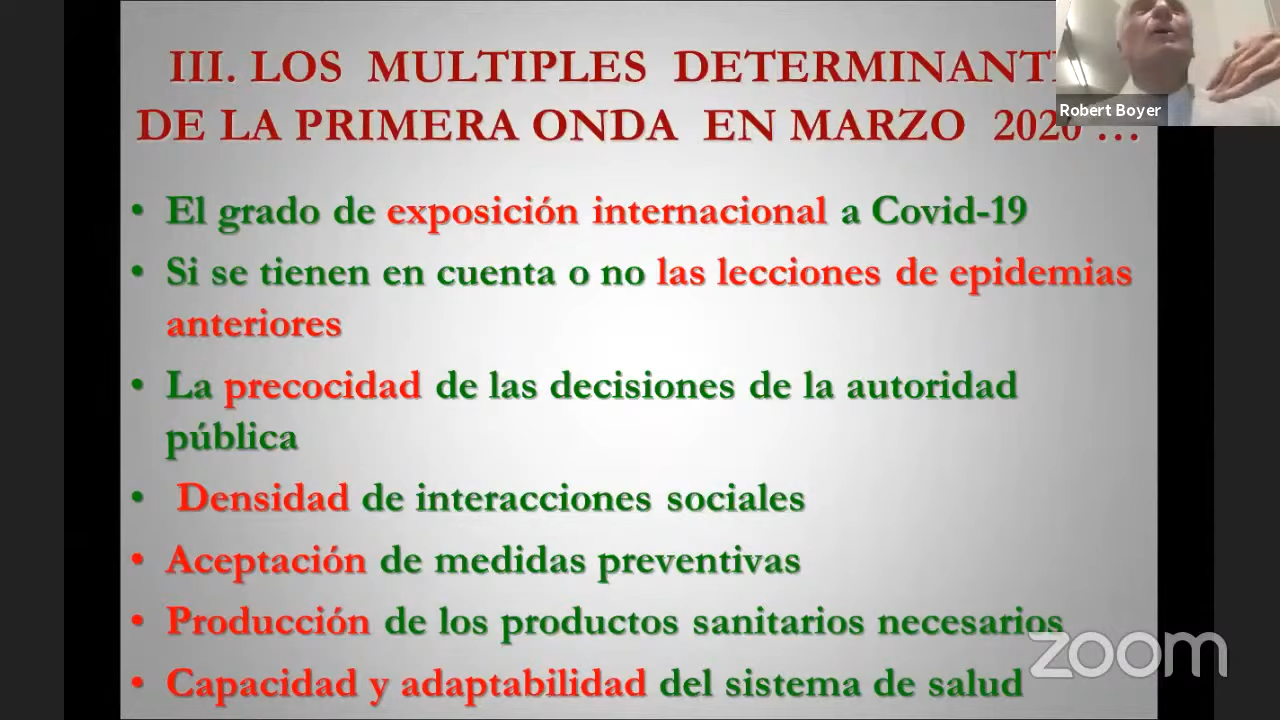 III. LOS MULTIPLES DETERMINANT
DE LA PRIMERA ONDA EN MARZO 2020 ...
Robert Boyer
• El grado de exposición internacional a Covid-19
• Si se tienen en cuenta o no las lecciones de epidemias
anteriores
• La precocidad de las decisiones de la autoridad
pública
• Densidad de interacciones sociales
• Aceptación de medidas preventivas
• Producción de los productos sanitarios necesarios
• Capacidad y adaptabilidad del sistema de salud
zoom